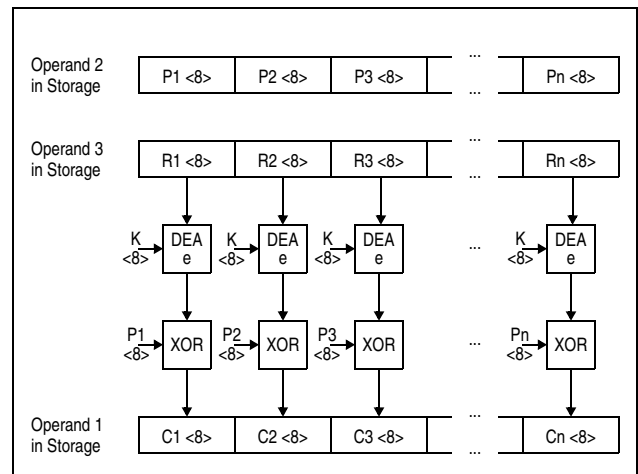 ...
Operand 2
in Storage
P1 <8> P2 <8> P3 <8> Pn <8>
...
...
Operand 3
in Storage
R1 <8> R2 <8> R3 <8> Rn <8>
...
K
<8>
DEA
e
K
<8>
DEA
e
K
<8>
DEA
e
...
K
<8>
DEA
e
P1
<8>
XOR
P2
<8>
XOR
P3
<8>
XOR
...
Pn
<8>
XOR
...
Operand 1
in Storage
C1 <8> C2 <8> C3 <8> Cn <8>
...